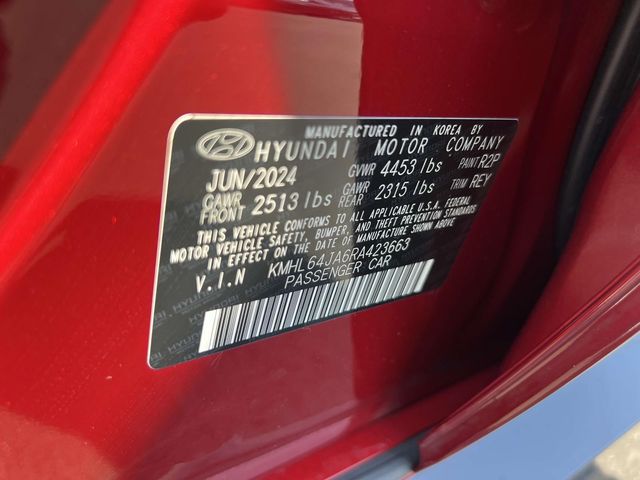 MANUFACTURED IN KOREA BY
HYUNDAI MOTOR COMPANY
JUN/2024 GVWR 4453 lbs PAINT R2P
GAWR FRONT 2513 lbs GAWR REAR 2315 lbs TRIM REY
THIS VEHICLE CONFORMS TO ALL APPLICABLE U.S.A. FEDERAL
MOTOR VEHICLE SAFETY, BUMPER, AND THEFT PREVENTION STANDARDS
IN EFFECT ON THE DATE OF MANUFACTURE SHOWN ABOVE
V.I.N KMHL64JA6RA423663
PASSENGER CAR